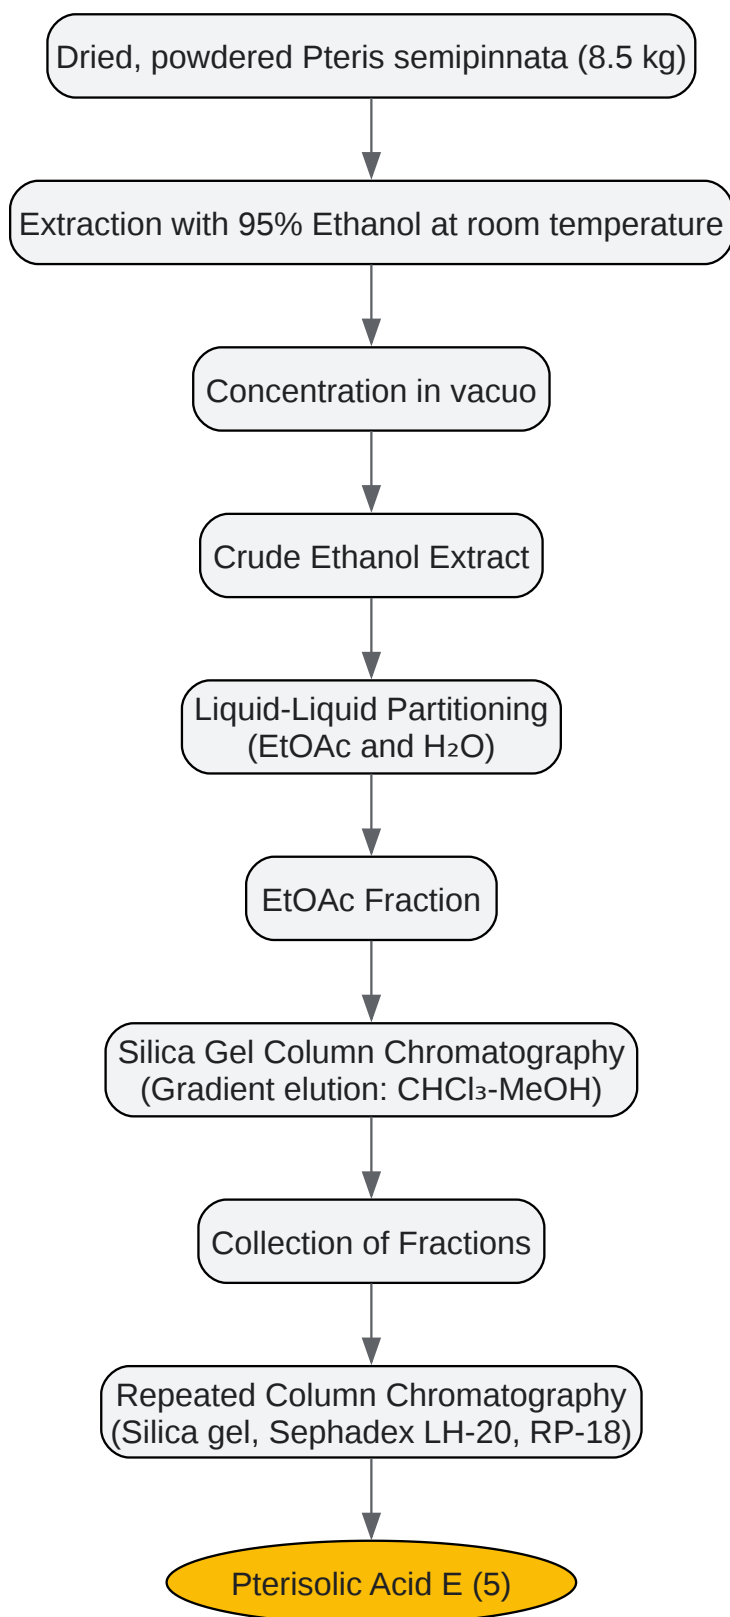 Dried, powdered Pteris semipinnata (8.5 kg)
Extraction with 95% Ethanol at room temperature
Concentration in vacuo
Crude Ethanol Extract
Liquid-Liquid Partitioning
(EtOAc and H₂O)
EtOAc Fraction
Silica Gel Column Chromatography
(Gradient elution: CHCl₃-MeOH)
Collection of Fractions
Repeated Column Chromatography
(Silica gel, Sephadex LH-20, RP-18)
Pterisolic Acid E (5)